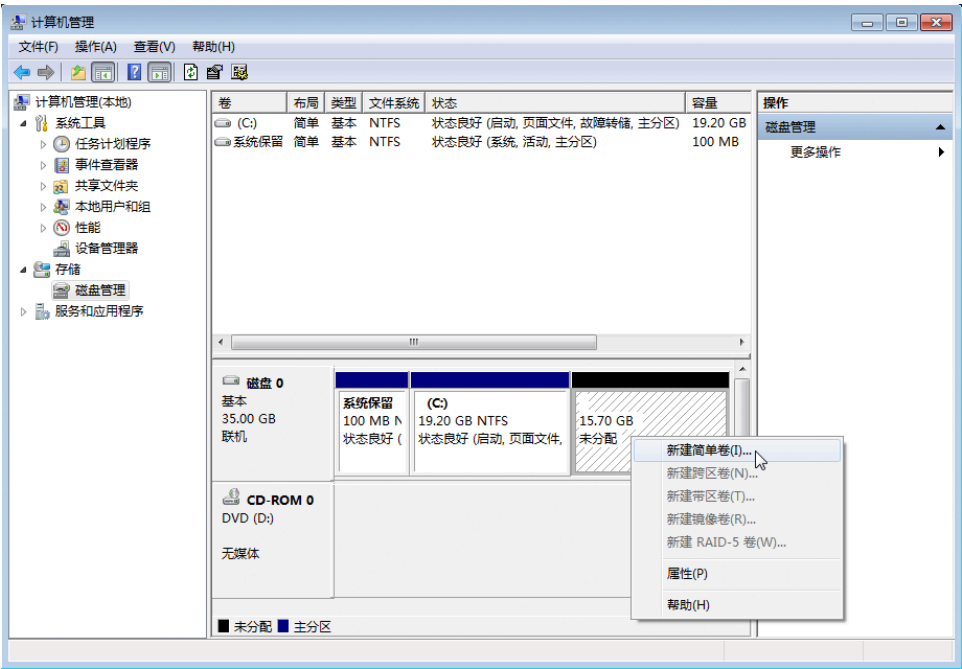 计算机管理
文件(F) 操作(A) 查看(V) 帮助(H)
计算机管理(本地)
系统工具
任务计划程序
事件查看器
共享文件夹
本地用户和组
性能
设备管理器
存储
磁盘管理
服务和应用程序
卷 布局 类型 文件系统 状态 容量
(C:) 简单 基本 NTFS 状态良好 (启动, 页面文件, 故障转储, 主分区) 19.20 GB
系统保留 简单 基本 NTFS 状态良好 (系统, 活动, 主分区) 100 MB
操作
磁盘管理
更多操作
磁盘 0
基本
35.00 GB
联机
系统保留
100 MB N
状态良好 (
(C:)
19.20 GB NTFS
状态良好 (启动, 页面文件,
15.70 GB
未分配
新建简单卷(I)...
新建跨区卷(N)...
新建带区卷(T)...
新建镜像卷(R)...
新建 RAID-5 卷(W)...
属性(P)
帮助(H)
CD-ROM 0
DVD (D:)
无媒体
未分配 主分区